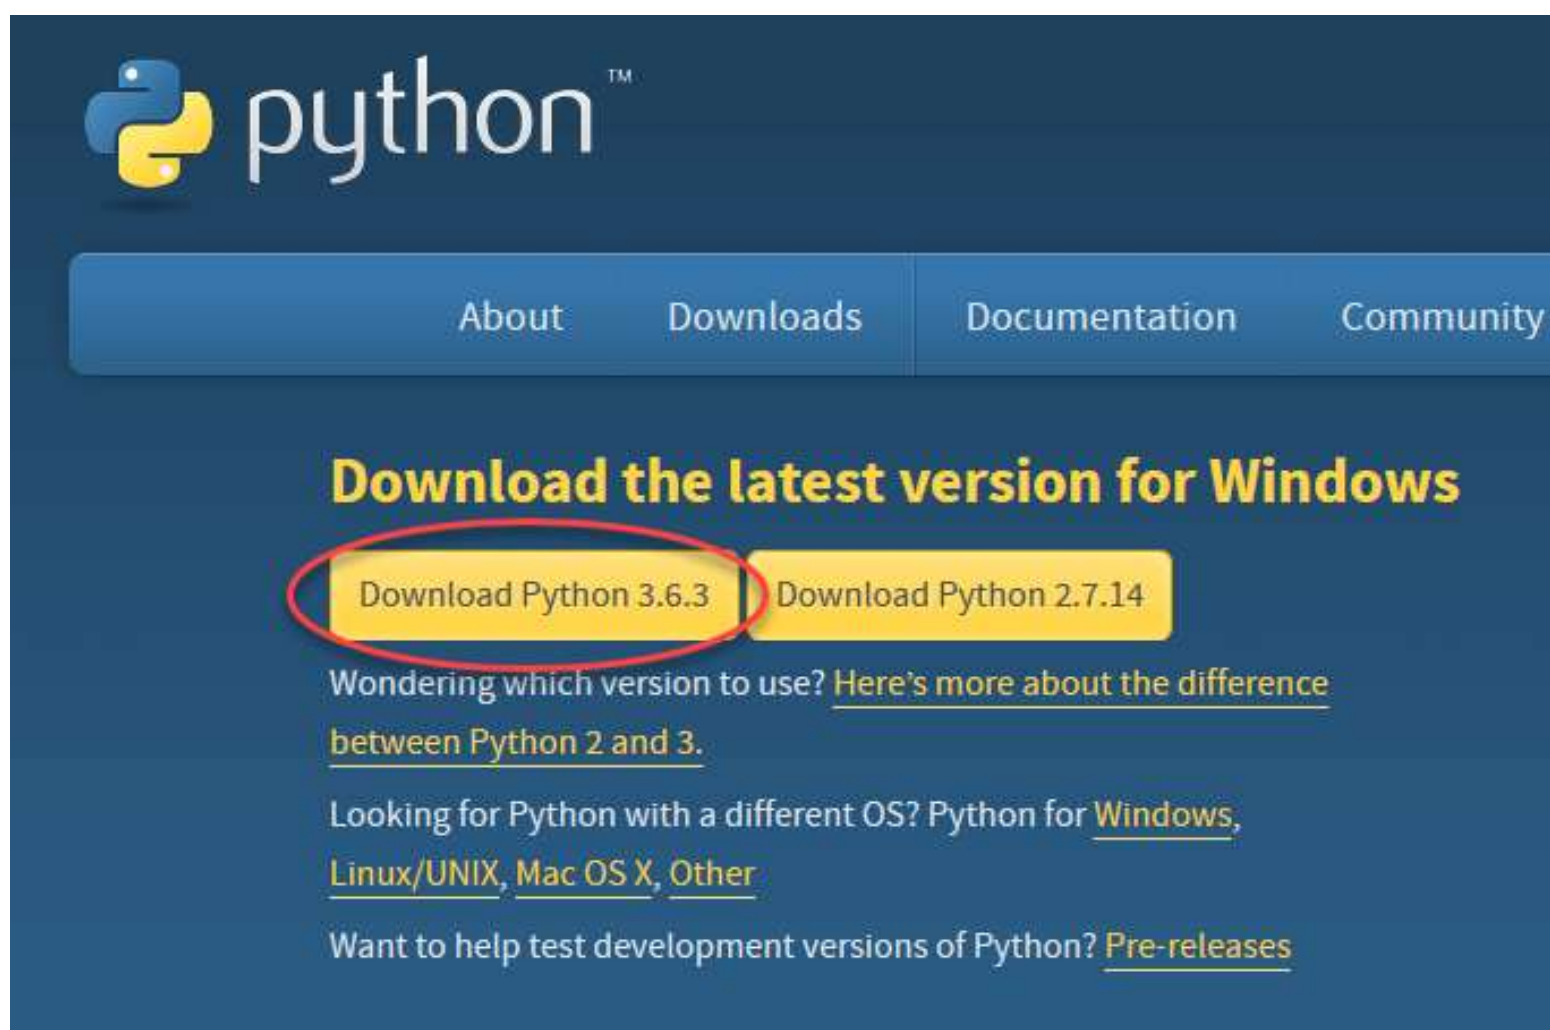 python™
About Downloads Documentation Community
Download the latest version for Windows
Download Python 3.6.3 Download Python 2.7.14
Wondering which version to use? Here's more about the difference
between Python 2 and 3.
Looking for Python with a different OS? Python for Windows,
Linux/UNIX, Mac OS X, Other
Want to help test development versions of Python? Pre-releases